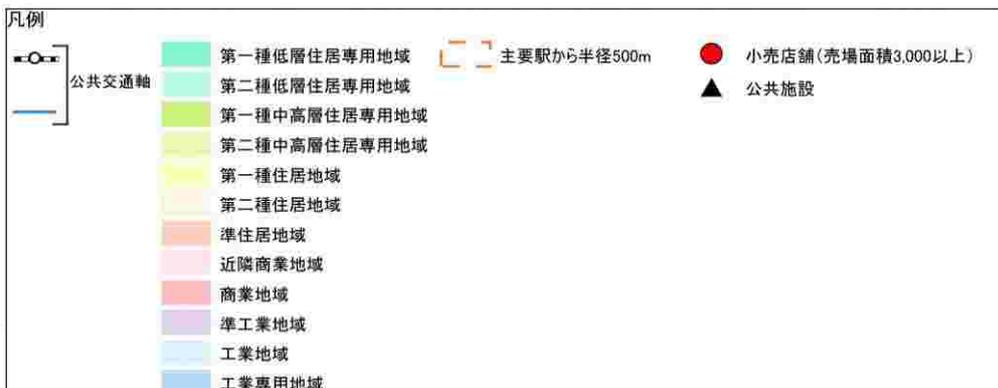 凡例
公共交通軸
第一種低層住居専用地域
第二種低層住居専用地域
第一種中高層住居専用地域
第二種中高層住居専用地域
第一種住居地域
第二種住居地域
準住居地域
近隣商業地域
商業地域
準工業地域
工業地域
工業専用地域
主要駅から半径500m
小売店舗(売場面積3,000以上)
公共施設